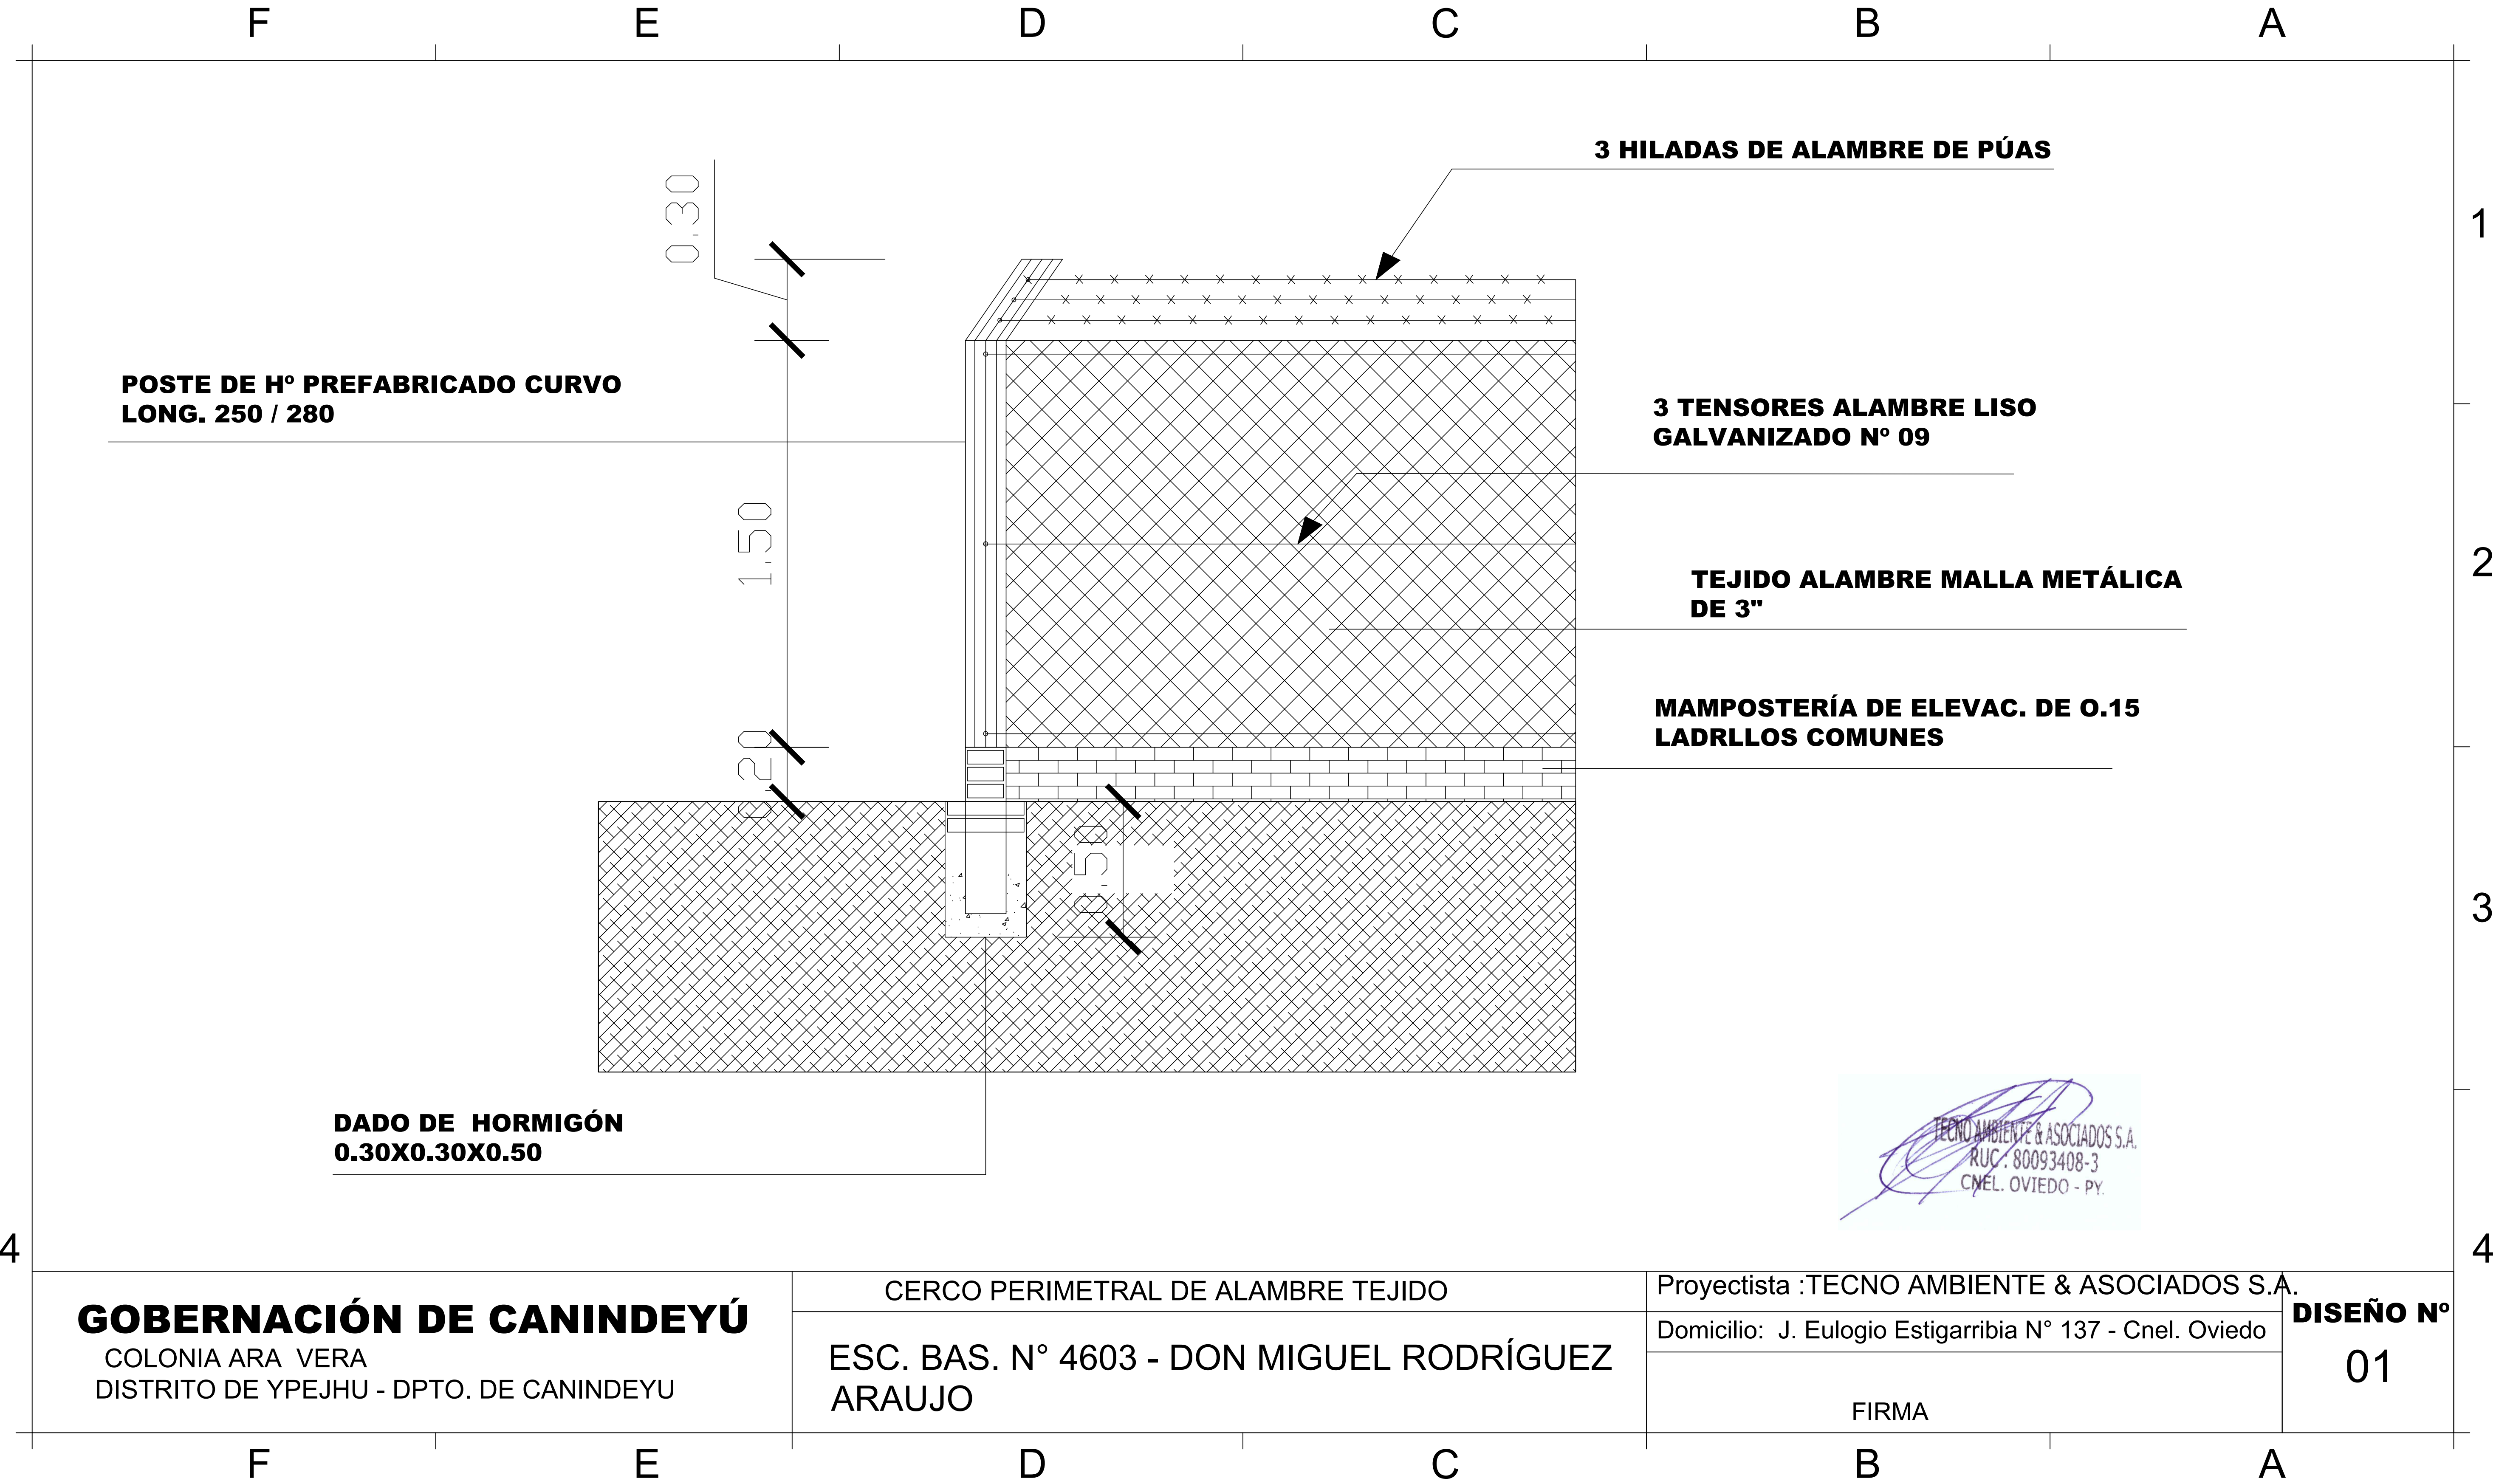 F E D C B A
3 HILADAS DE ALAMBRE DE PÚAS
0.30
1
POSTE DE Hº PREFABRICADO CURVO
LONG. 250 / 280
3 TENSORES ALAMBRE LISO
GALVANIZADO Nº 09
1.50
2
TEJIDO ALAMBRE MALLA METÁLICA
DE 3"
MAMPOSTERÍA DE ELEVAC. DE O.15
LADRLLOS COMUNES
0.20
0.50
3
DADO DE HORMIGÓN
0.30X0.30X0.50
TECNO AMBIENTE & ASOCIADOS S.A.
RUC : 80093408-3
CNEL. OVIEDO - PY.
4 4
GOBERNACIÓN DE CANINDEYÚ
COLONIA ARA VERA
DISTRITO DE YPEJHU - DPTO. DE CANINDEYU
CERCO PERIMETRAL DE ALAMBRE TEJIDO
ESC. BAS. N° 4603 - DON MIGUEL RODRÍGUEZ
ARAUJO
Proyectista :TECNO AMBIENTE & ASOCIADOS S.A.
Domicilio: J. Eulogio Estigarribia N° 137 - Cnel. Oviedo
FIRMA
DISEÑO Nº
01
F E D C B A